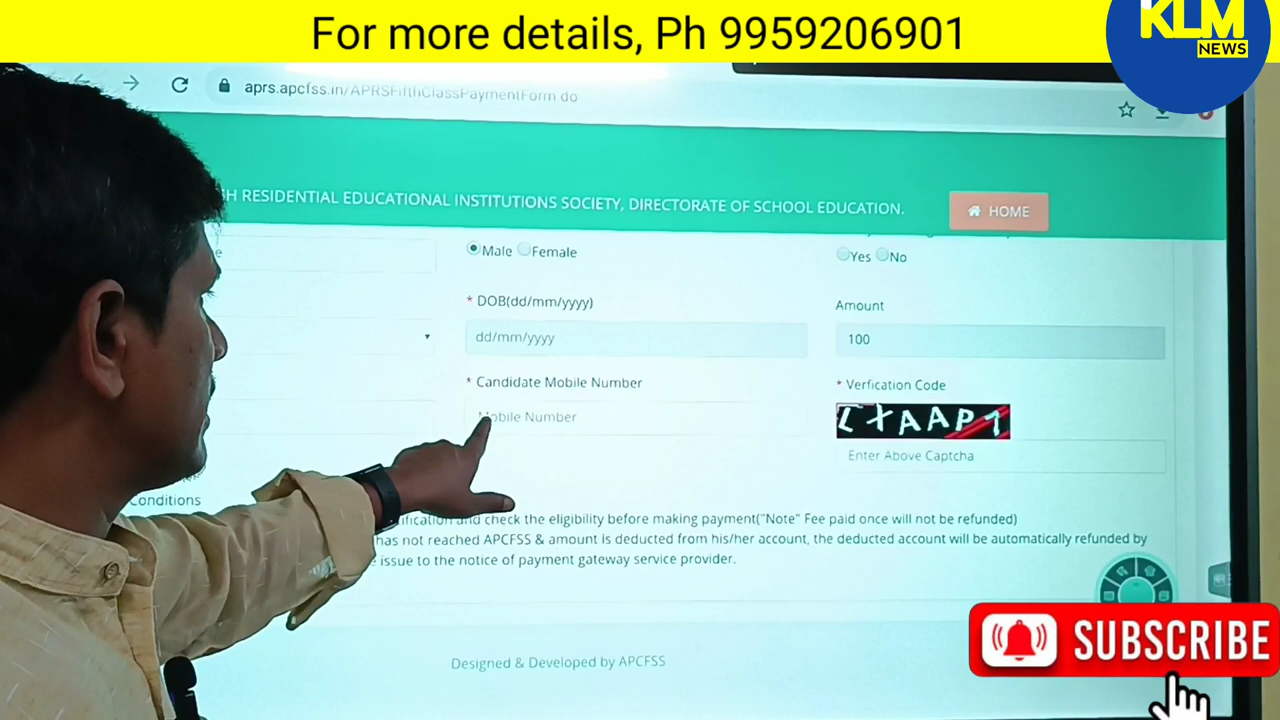 For more details, Ph 9959206901
KLM
NEWS
aprs.apcfss.in/APRSFifthClassPaymentForm.do
RESIDENTIAL EDUCATIONAL INSTITUTIONS SOCIETY, DIRECTORATE OF SCHOOL EDUCATION.
HOME
Male Female
Yes No
* DOB(dd/mm/yyyy)
Amount
dd/mm/yyyy
100
* Candidate Mobile Number
* Verfication Code
Mobile Number
Enter Above Captcha
Conditions
and check the eligibility before making payment("Note" Fee paid once will not be refunded)
has not reached APCFSS & amount is deducted from his/her account, the deducted account will be automatically refunded by
issue to the notice of payment gateway service provider.
SUBSCRIBE
Designed & Developed by APCFSS